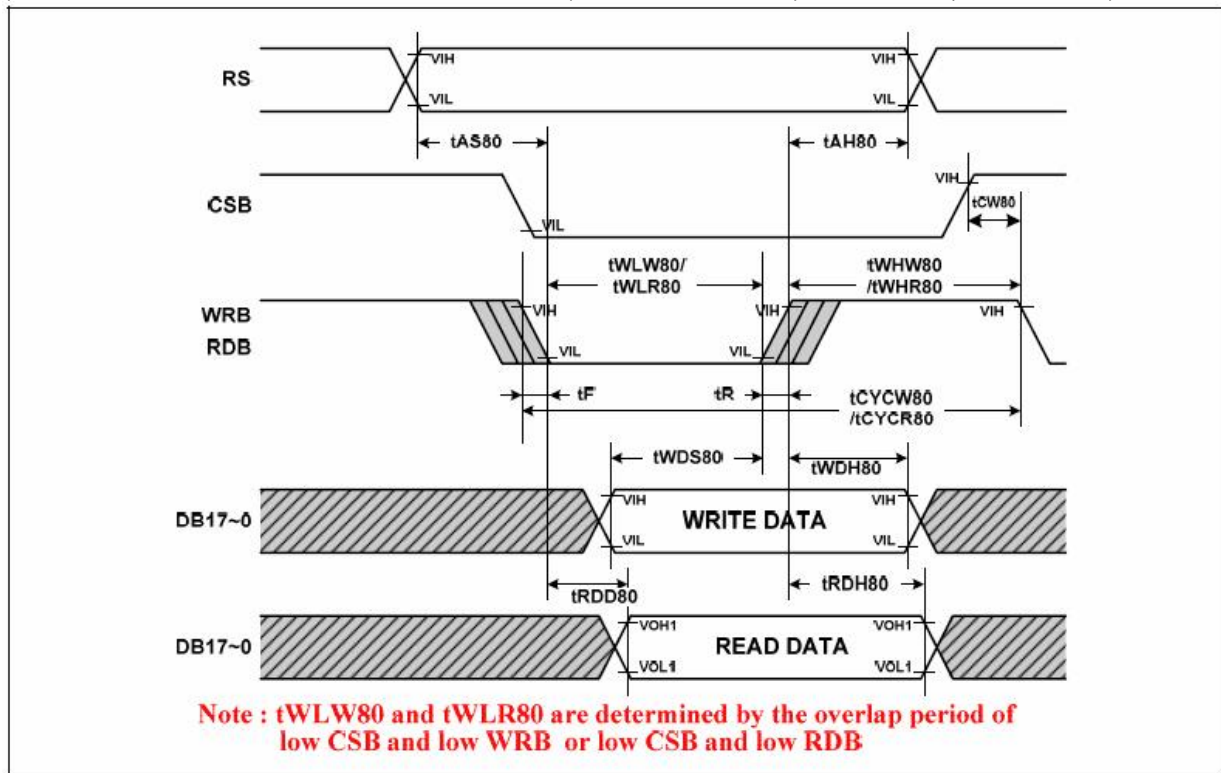 RS
VIH
VIH
VIL
VIL
tAS80
tAH80
CSB
VIH
tCW80
VIL
tWLW80/
tWLR80
tWHW80
/tWHR80
WRB
RDB
VIH
VIH
VIH
VIL
VIL
tF
tR
tCYCW80
/tCYCR80
tWDS80
tWDH80
DB17~0
VIH
WRITE DATA
VIH
VIL
VIL
tRDD80
tRDH80
DB17~0
VOH1
READ DATA
VOH1
VOL1
VOL1
Note : tWLW80 and tWLR80 are determined by the overlap period of
low CSB and low WRB or low CSB and low RDB